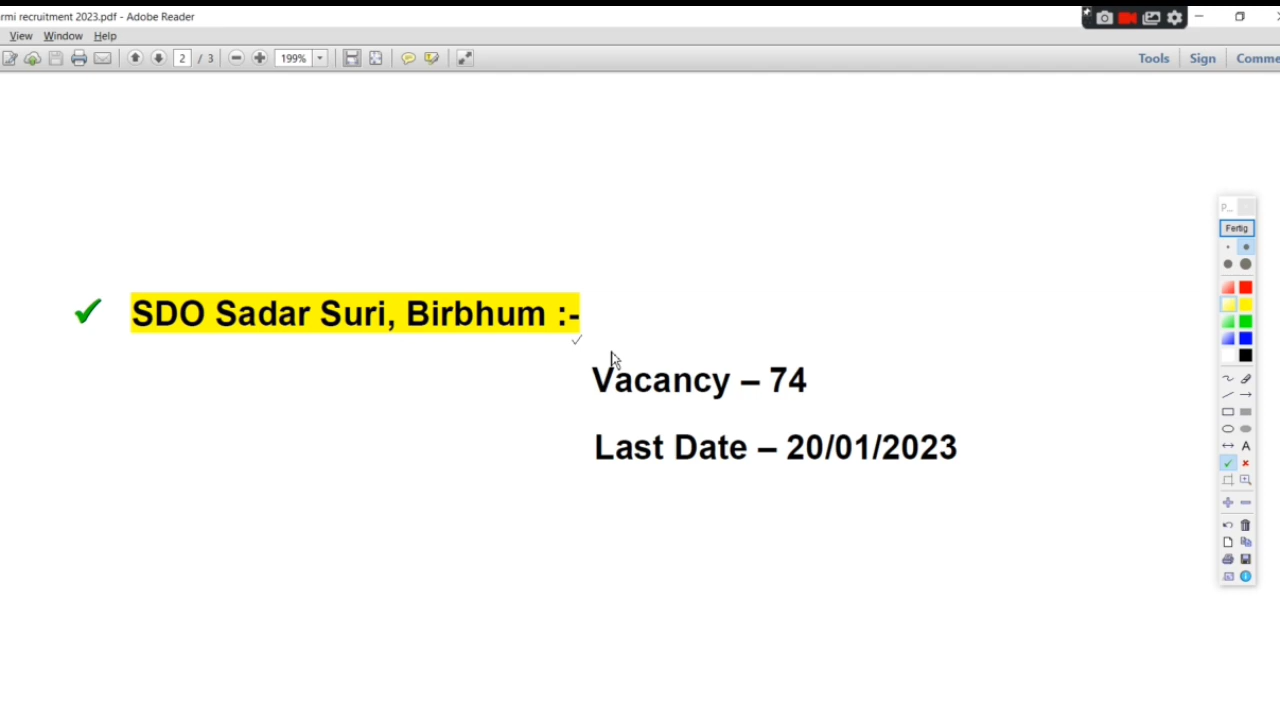 rmi recruitment 2023.pdf - Adobe Reader
View Window Help
2 / 3 199% Tools Sign Comme
P...
Fertig
SDO Sadar Suri, Birbhum :-
Vacancy – 74
Last Date – 20/01/2023
A